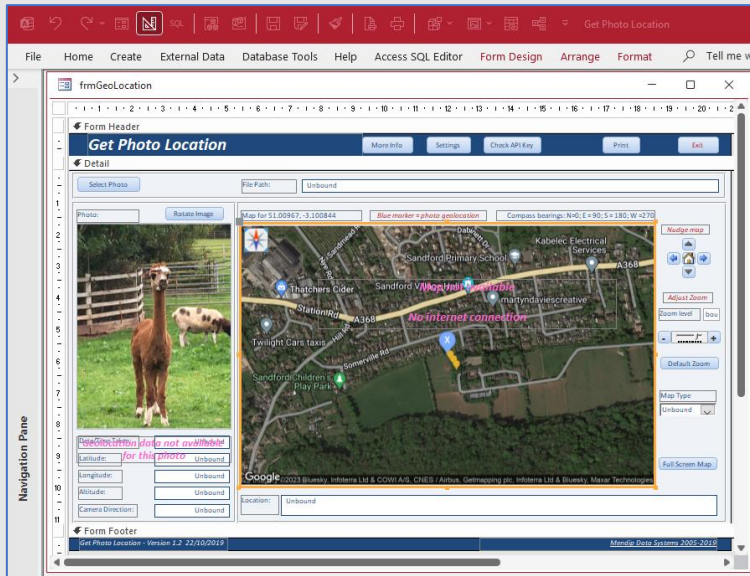 SQL
Get Photo Location
File Home Create External Data Database Tools Help Access SQL Editor Form Design Arrange Format Tell me w
frmGeoLocation
Form Header
Get Photo Location More Info Settings Check API Key Print Exit
Detail
Select Photo File Path: Unbound
Photo: Rotate Image Map for 51.00967, -3.100844 Blue marker = photo geolocation Compass bearings: N=0; E = 90; S = 180; W =270
Nudge map
Kabelec Electrical
Services
Sandford Primary School
A368
Thatchers Cider
Map not available
martyndaviescreative
Adjust Zoom
Station Rd
A368
No internet connection
Zoom level bou
Twilight Cars taxis
- +
Somerville Rd
Default Zoom
Sandford Children's
Play Park
Map Type
Unbound
Geolocation data not available
for this photo
Unbound
Latitude: Unbound
Longitude: Unbound
Altitude: Unbound
Camera Direction: Unbound
Full Screen Map
Google ©2023 Bluesky, Infoterra Ltd & COWI A/S, CNES / Airbus, Getmapping plc, Infoterra Ltd & Bluesky, Maxar Technologies
Location: Unbound
Form Footer
Get Photo Location - Version 1.2 22/10/2019 Mendip Data Systems 2005-2019
Navigation Pane